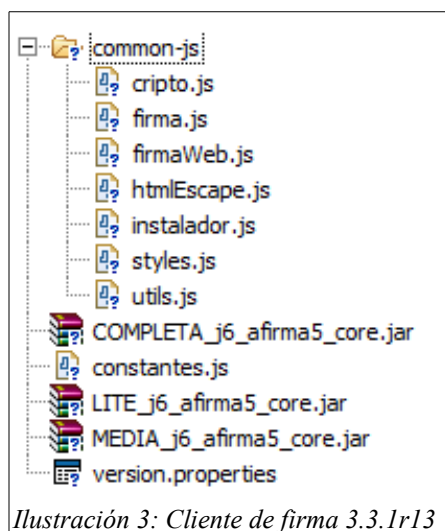 common-js
cripto.js
firma.js
firmaWeb.js
htmlEscape.js
instalador.js
styles.js
utils.js
COMPLETA_j6_afirma5_core.jar
constantes.js
LITE_j6_afirma5_core.jar
MEDIA_j6_afirma5_core.jar
version.properties
Ilustración 3: Cliente de firma 3.3.1r13